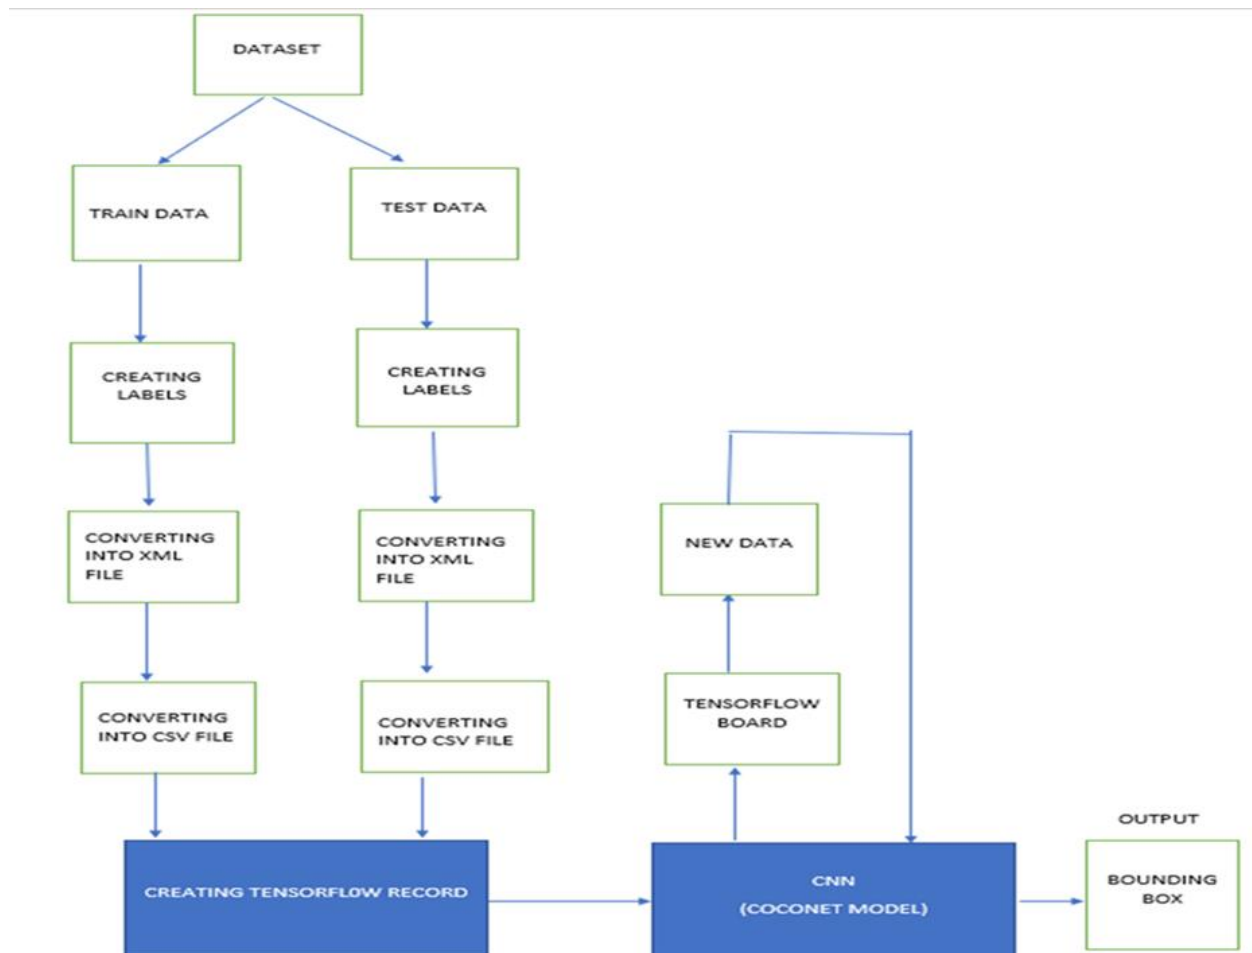 DATASET
TRAIN DATA
TEST DATA
CREATING
LABELS
CREATING
LABELS
CONVERTING
INTO XML
FILE
CONVERTING
INTO XML
FILE
NEW DATA
CONVERTING
INTO CSV FILE
CONVERTING
INTO CSV FILE
TENSORFLOW
BOARD
CREATING TENSORFLOW RECORD
CNN
(COCONET MODEL)
OUTPUT
BOUNDING
BOX